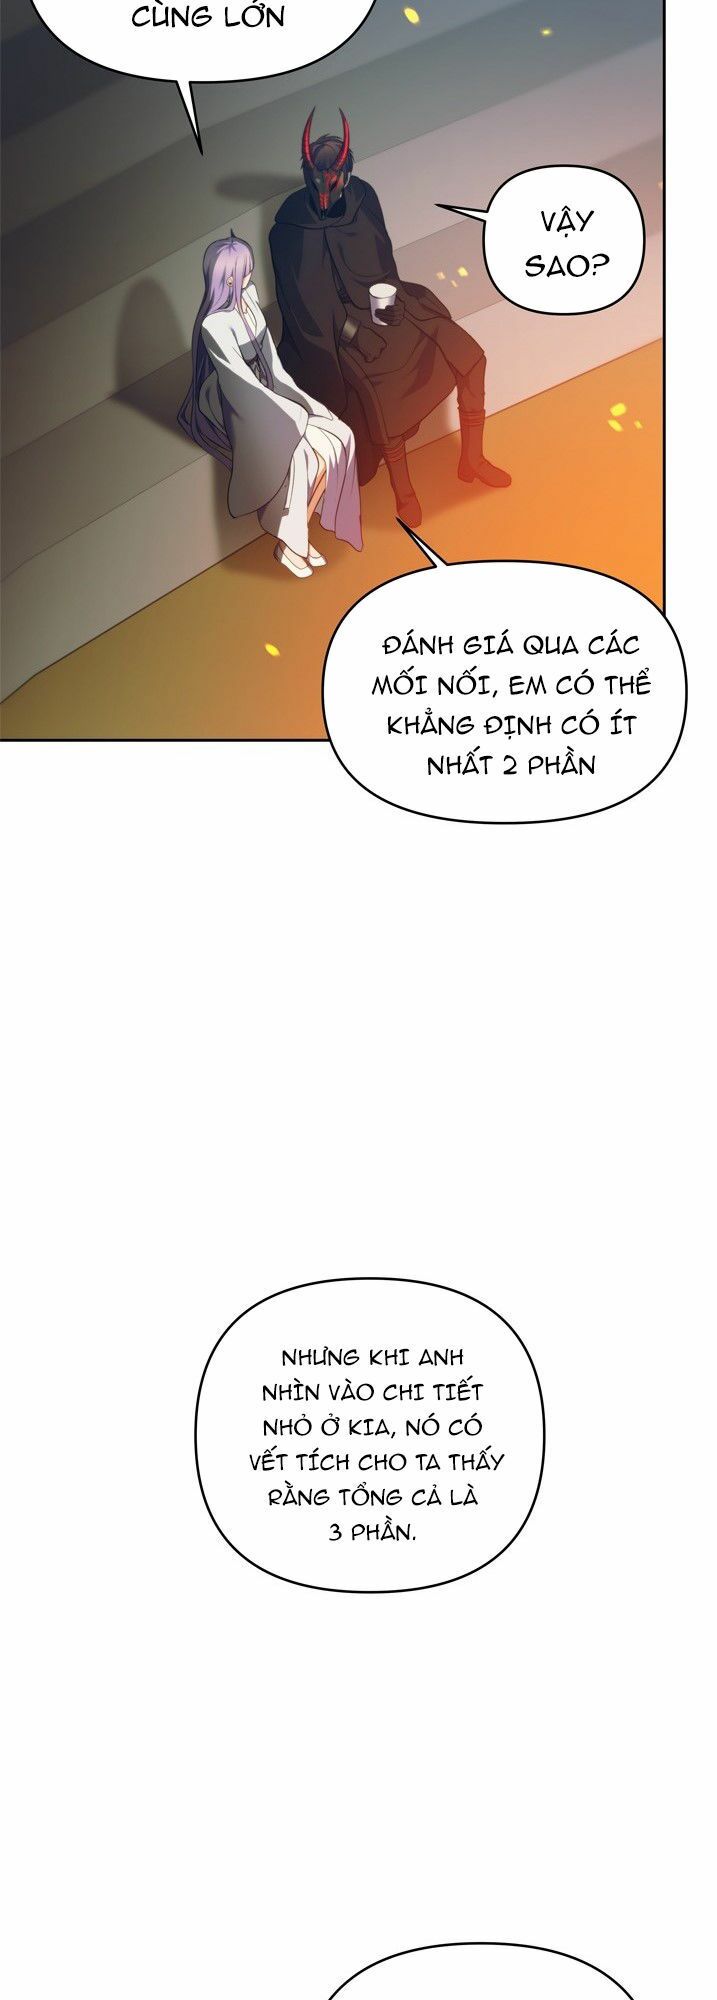 CÙNG LỚN
VẬY
SAO?
ĐÁNH GIÁ QUA CÁC
MỐI NỐI, EM CÓ THỂ
KHẲNG ĐỊNH CÓ ÍT
NHẤT 2 PHẦN
NHƯNG KHI ANH
NHÌN VÀO CHI TIẾT
NHỎ Ở KIA, NÓ CÓ
VẾT TÍCH CHO TA THẤY
RẰNG TỔNG CẢ LÀ
3 PHẦN.